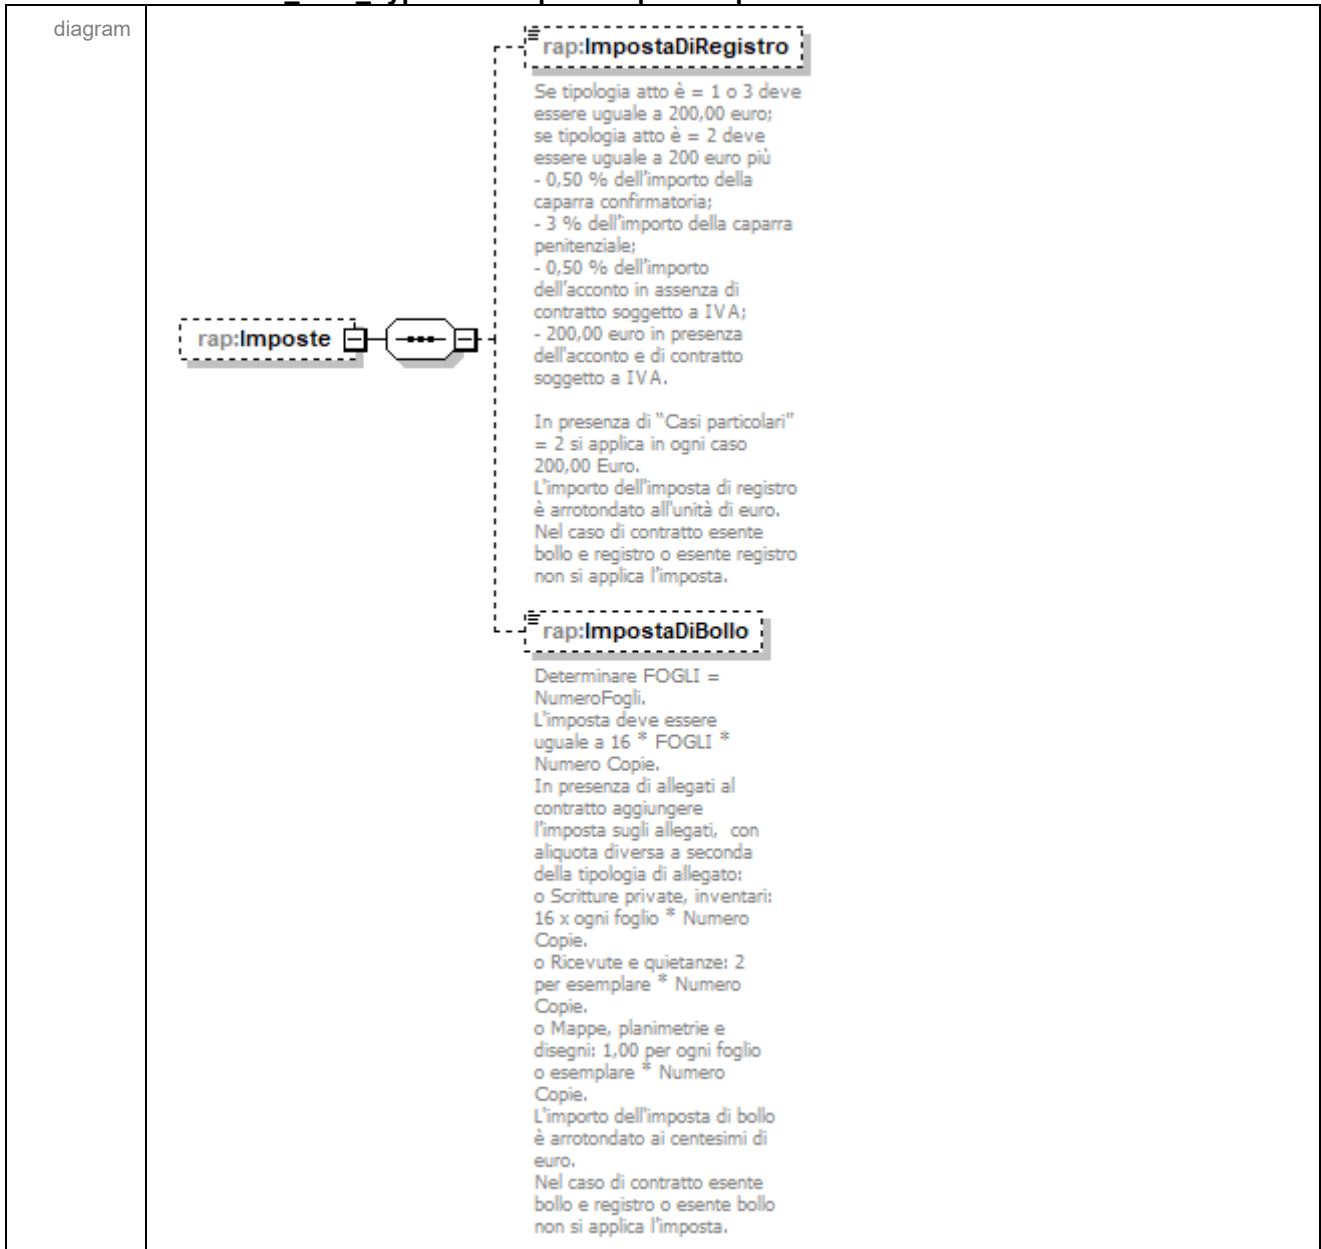 diagram
rap:ImpostaDiRegistro
Se tipologia atto è = 1 o 3 deve
essere uguale a 200,00 euro;
se tipologia atto è = 2 deve
essere uguale a 200 euro più
- 0,50 % dell'importo della
caparra confirmatoria;
- 3 % dell'importo della caparra
penitenziale;
- 0,50 % dell'importo
dell'acconto in assenza di
contratto soggetto a IVA;
- 200,00 euro in presenza
dell'acconto e di contratto
soggetto a IVA.
In presenza di “Casi particolari”
= 2 si applica in ogni caso
200,00 Euro.
L'importo dell'imposta di registro
è arrotondato all'unità di euro.
Nel caso di contratto esente
bollo e registro o esente registro
non si applica l'imposta.
rap:Imposte
rap:ImpostaDiBollo
Determinare FOGLI =
NumeroFogli.
L'imposta deve essere
uguale a 16 * FOGLI *
Numero Copie.
In presenza di allegati al
contratto aggiungere
l'imposta sugli allegati,  con
aliquota diversa a seconda
della tipologia di allegato:
o Scritture private, inventari:
16 x ogni foglio * Numero
Copie.
o Ricevute e quietanze: 2
per esemplare * Numero
Copie.
o Mappe, planimetrie e
disegni: 1,00 per ogni foglio
o esemplare * Numero
Copie.
L'importo dell'imposta di bollo
è arrotondato ai centesimi di
euro.
Nel caso di contratto esente
bollo e registro o esente bollo
non si applica l'imposta.